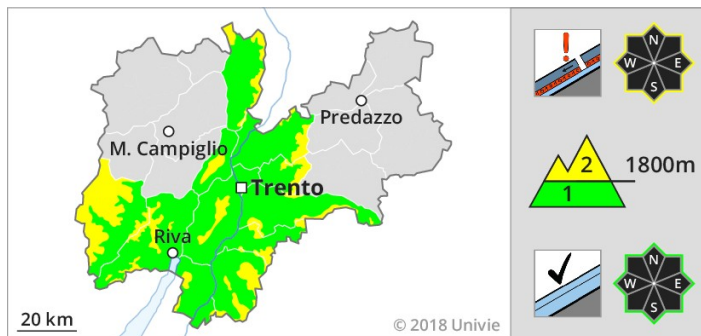 M. Campiglio
Predazzo
Trento
Riva
20 km
© 2018 Univie
!
N
W E
S
2 1800m
1
N
W E
S